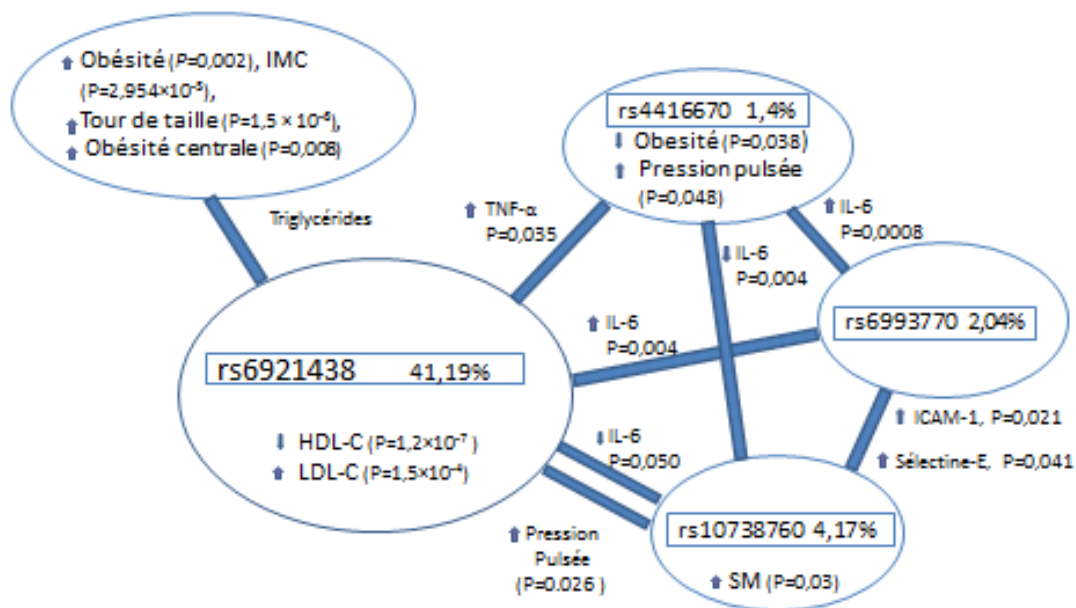 ⬆ Obésité (P=0,002), IMC
(P=2,954×10⁻⁵),
⬆ Tour de taille (P=1,5 × 10⁻⁶),
⬆ Obésité centrale (P=0,008)
rs4416670 1,4%
⬇ Obesité (P=0,038)
⬆ Pression pulsée
(P=0,048)
Triglycérides
⬆ TNF-α
P=0,035
⬆ IL-6
P=0,0008
⬇ IL-6
P=0,004
rs6993770 2,04%
⬆ IL-6
P=0,004
rs6921438 41,19%
⬇ HDL-C (P=1,2×10⁻⁷ )
⬆ LDL-C (P=1,5×10⁻⁴)
⬇ IL-6
P=0,050
⬆ ICAM-1, P=0,021
⬆ Sélectine-E, P=0,041
⬆ Pression
Pulsée
(P=0.026 )
rs10738760 4,17%
⬆ SM (P=0,03)